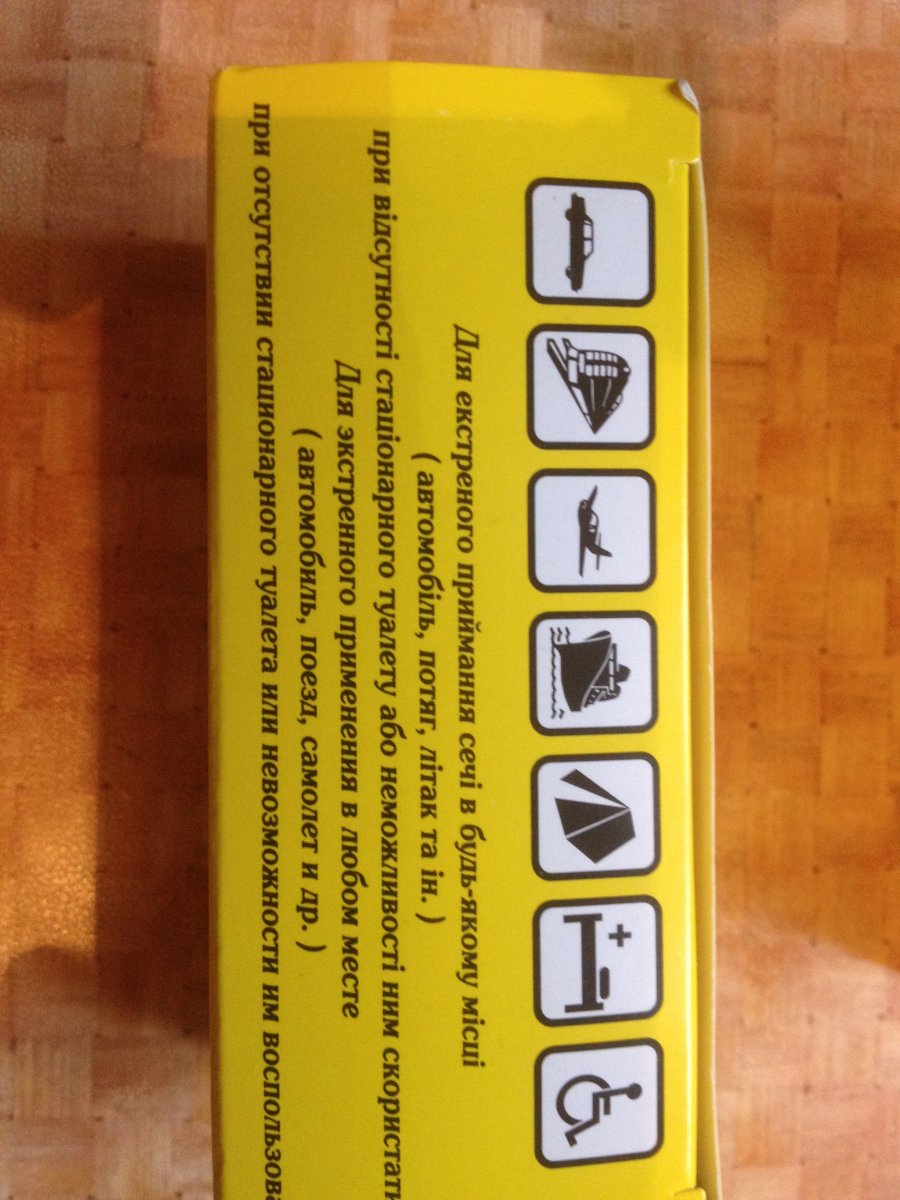 Для екстреного приймання сечі в будь-якому місці
( автомобіль, потяг, літак та ін. )
при відсутності стаціонарного туалету або неможливості ним скористати
Для экстренного применения в любом месте
( автомобиль, поезд, самолет и др. )
при отсутствии стационарного туалета или невозможности им воспользова